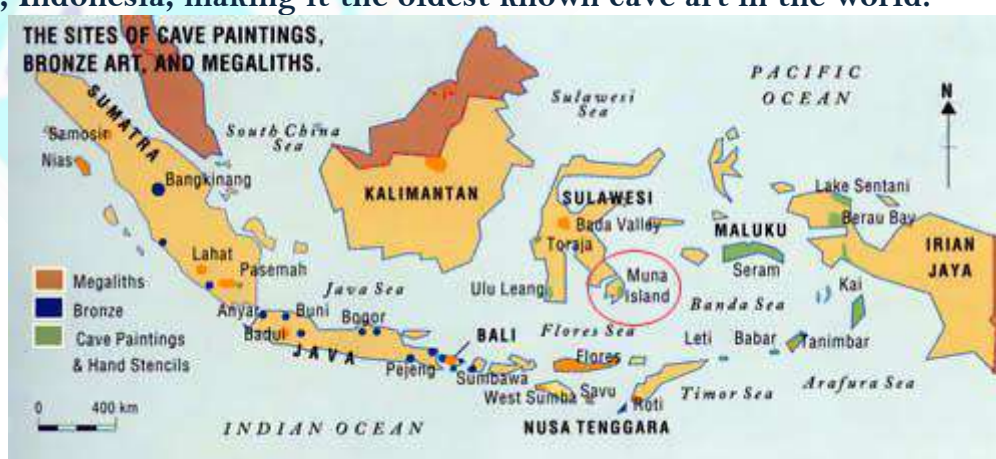 , Indonesia, making it the oldest known cave art in the world.
THE SITES OF CAVE PAINTINGS,
BRONZE ART, AND MEGALITHS.
PACIFIC
OCEAN
N
Sulawesi
Sea
South China
Sea
SUMATRA
Samosir
Nias
Bangkinang
KALIMANTAN
SULAWESI
Bada Valley
Toraja
Lake Sentani
Berau Bay
MALUKU
Seram
IRIAN
JAYA
Lahat
Pasemah
Megaliths
Bronze
Cave Paintings
& Hand Stencils
Java Sea
Ulu Leang
Muna
Island
Banda Sea
Kai
Anyar
Buni
Bogor
Badui
JAVA
BALI
Flores Sea
Leti
Babar
Tanimbar
Pejeng
Sumbawa
Flores
West Sumba
Savu
Roti
Timor Sea
Arafura Sea
0 400 km
INDIAN OCEAN
NUSA TENGGARA